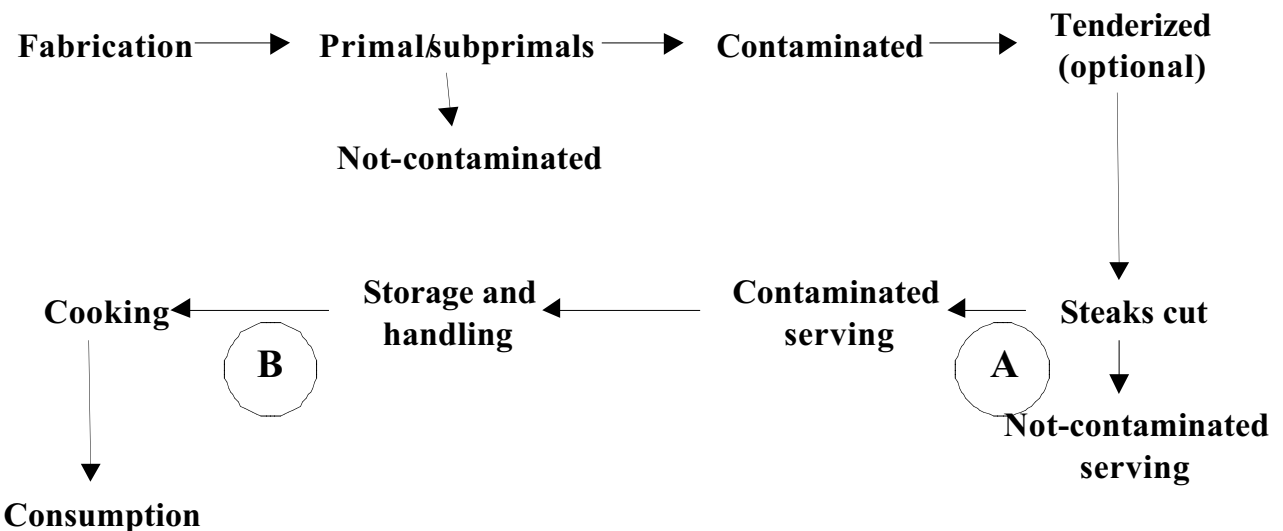 Fabrication
Primal/subprimals
Contaminated
Tenderized
(optional)
Not-contaminated
Steaks cut
Not-contaminated
serving
A
Contaminated
serving
Storage and
handling
B
Cooking
Consumption